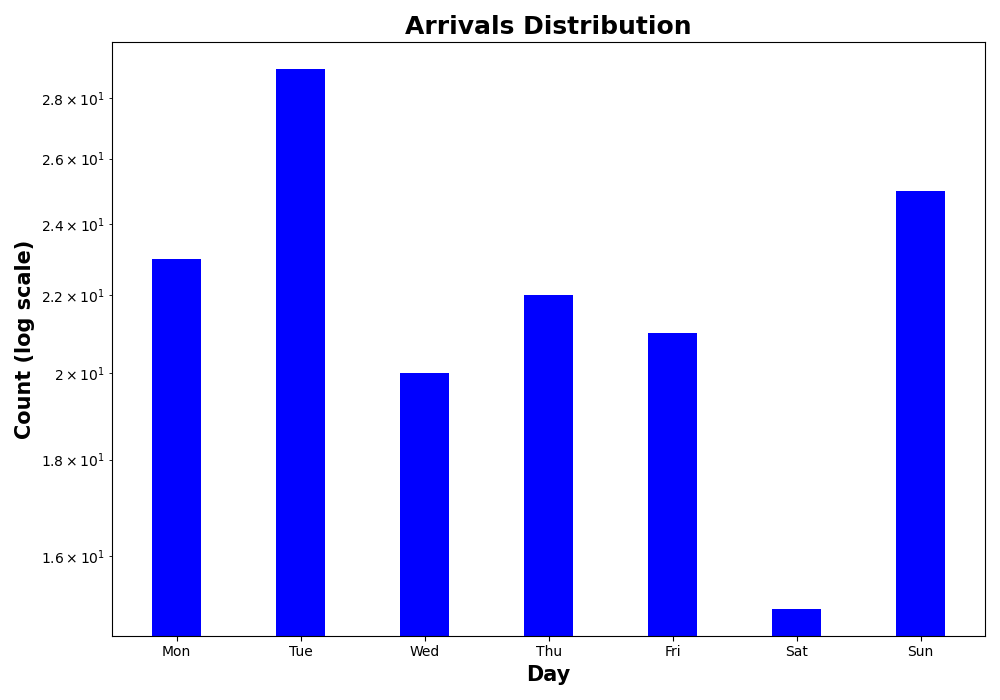 Arrivals Distribution
Count (log scale)
2.8 × 10¹
2.6 × 10¹
2.4 × 10¹
2.2 × 10¹
2 × 10¹
1.8 × 10¹
1.6 × 10¹
Mon Tue Wed Thu Fri Sat Sun
Day